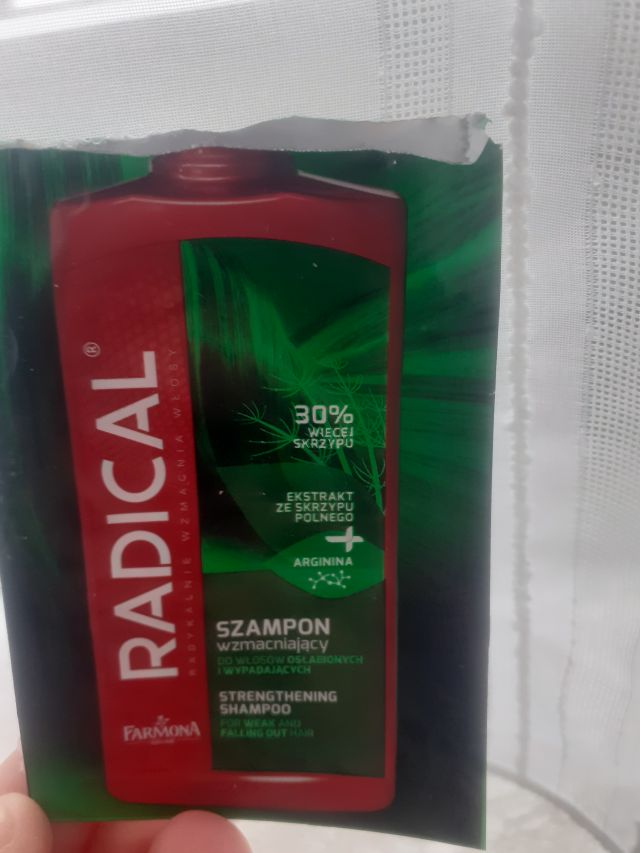 RADICAL®
RADYKALNIE WZMACNIA WŁOSY
30%
WIĘCEJ
SKRZYPU
EKSTRAKT
ZE SKRZYPU
POLNEGO
+
ARGININA
SZAMPON
wzmacniający
DO WŁOSÓW OSŁABIONYCH
I WYPADAJĄCYCH
STRENGTHENING
SHAMPOO
FOR WEAK AND
FALLING OUT HAIR
FARMONA